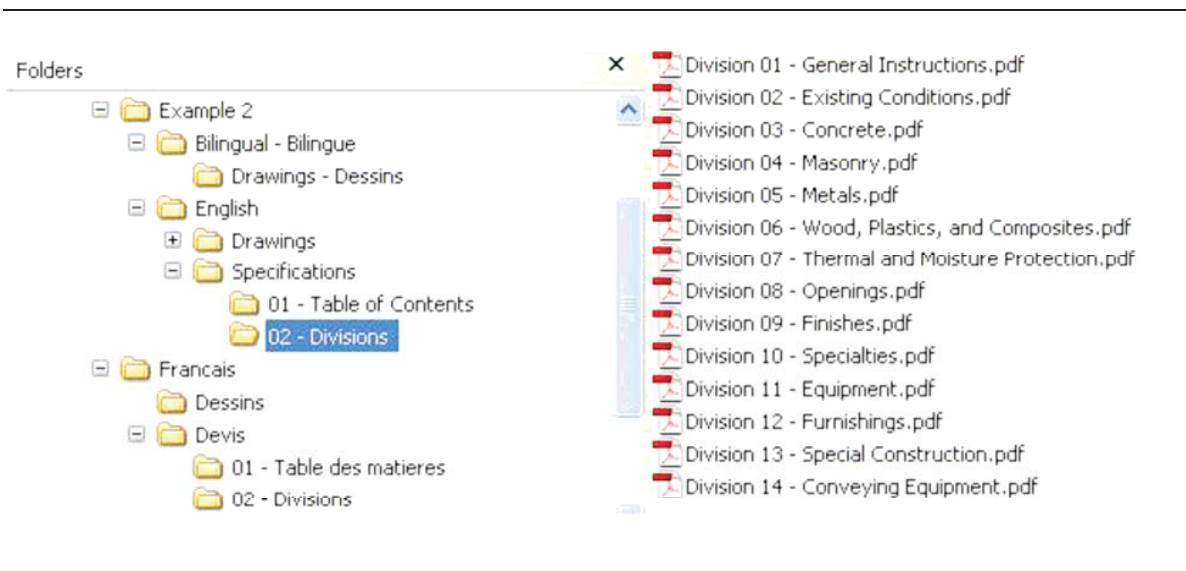 Folders
Example 2
Bilingual - Bilingue
Drawings - Dessins
English
Drawings
Specifications
01 - Table of Contents
02 - Divisions
Francais
Dessins
Devis
01 - Table des matieres
02 - Divisions
Division 01 - General Instructions.pdf
Division 02 - Existing Conditions.pdf
Division 03 - Concrete.pdf
Division 04 - Masonry.pdf
Division 05 - Metals.pdf
Division 06 - Wood, Plastics, and Composites.pdf
Division 07 - Thermal and Moisture Protection.pdf
Division 08 - Openings.pdf
Division 09 - Finishes.pdf
Division 10 - Specialties.pdf
Division 11 - Equipment.pdf
Division 12 - Furnishings.pdf
Division 13 - Special Construction.pdf
Division 14 - Conveying Equipment.pdf